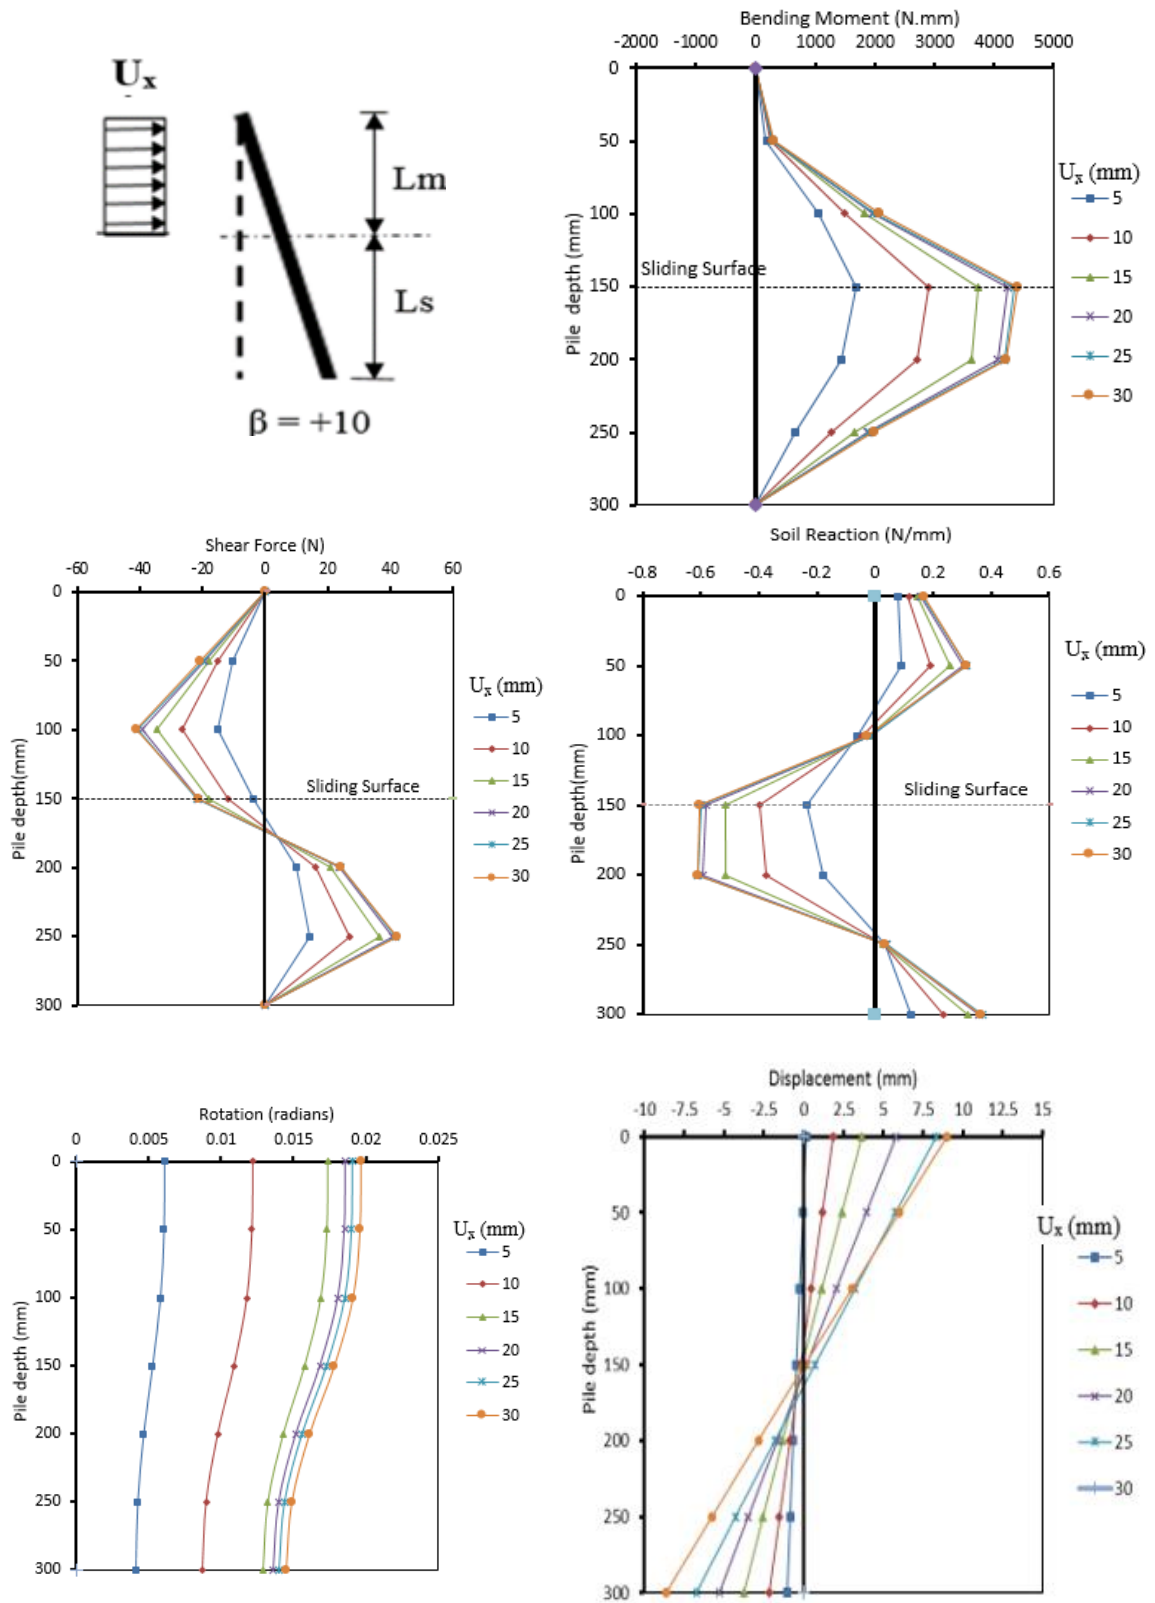 U_x
Lm
Ls
β = +10
Bending Moment (N.mm)
-2000 -1000 0 1000 2000 3000 4000 5000
0
50
100
150
200
250
300
Pile depth (mm)
Sliding Surface
U_x (mm)
5
10
15
20
25
30
Shear Force (N)
-60 -40 -20 0 20 40 60
0
50
100
150
200
250
300
Pile depth(mm)
Sliding Surface
U_x (mm)
5
10
15
20
25
30
Soil Reaction (N/mm)
-0.8 -0.6 -0.4 -0.2 0 0.2 0.4 0.6
0
50
100
150
200
250
300
Pile depth(mm)
Sliding Surface
U_x (mm)
5
10
15
20
25
30
Rotation (radians)
0 0.005 0.01 0.015 0.02 0.025
0
50
100
150
200
250
300
Pile depth (mm)
U_x (mm)
5
10
15
20
25
30
Displacement (mm)
-10 -7.5 -5 -2.5 0 2.5 5 7.5 10 12.5 15
0
50
100
150
200
250
300
Pile depth (mm)
U_x (mm)
5
10
15
20
25
30